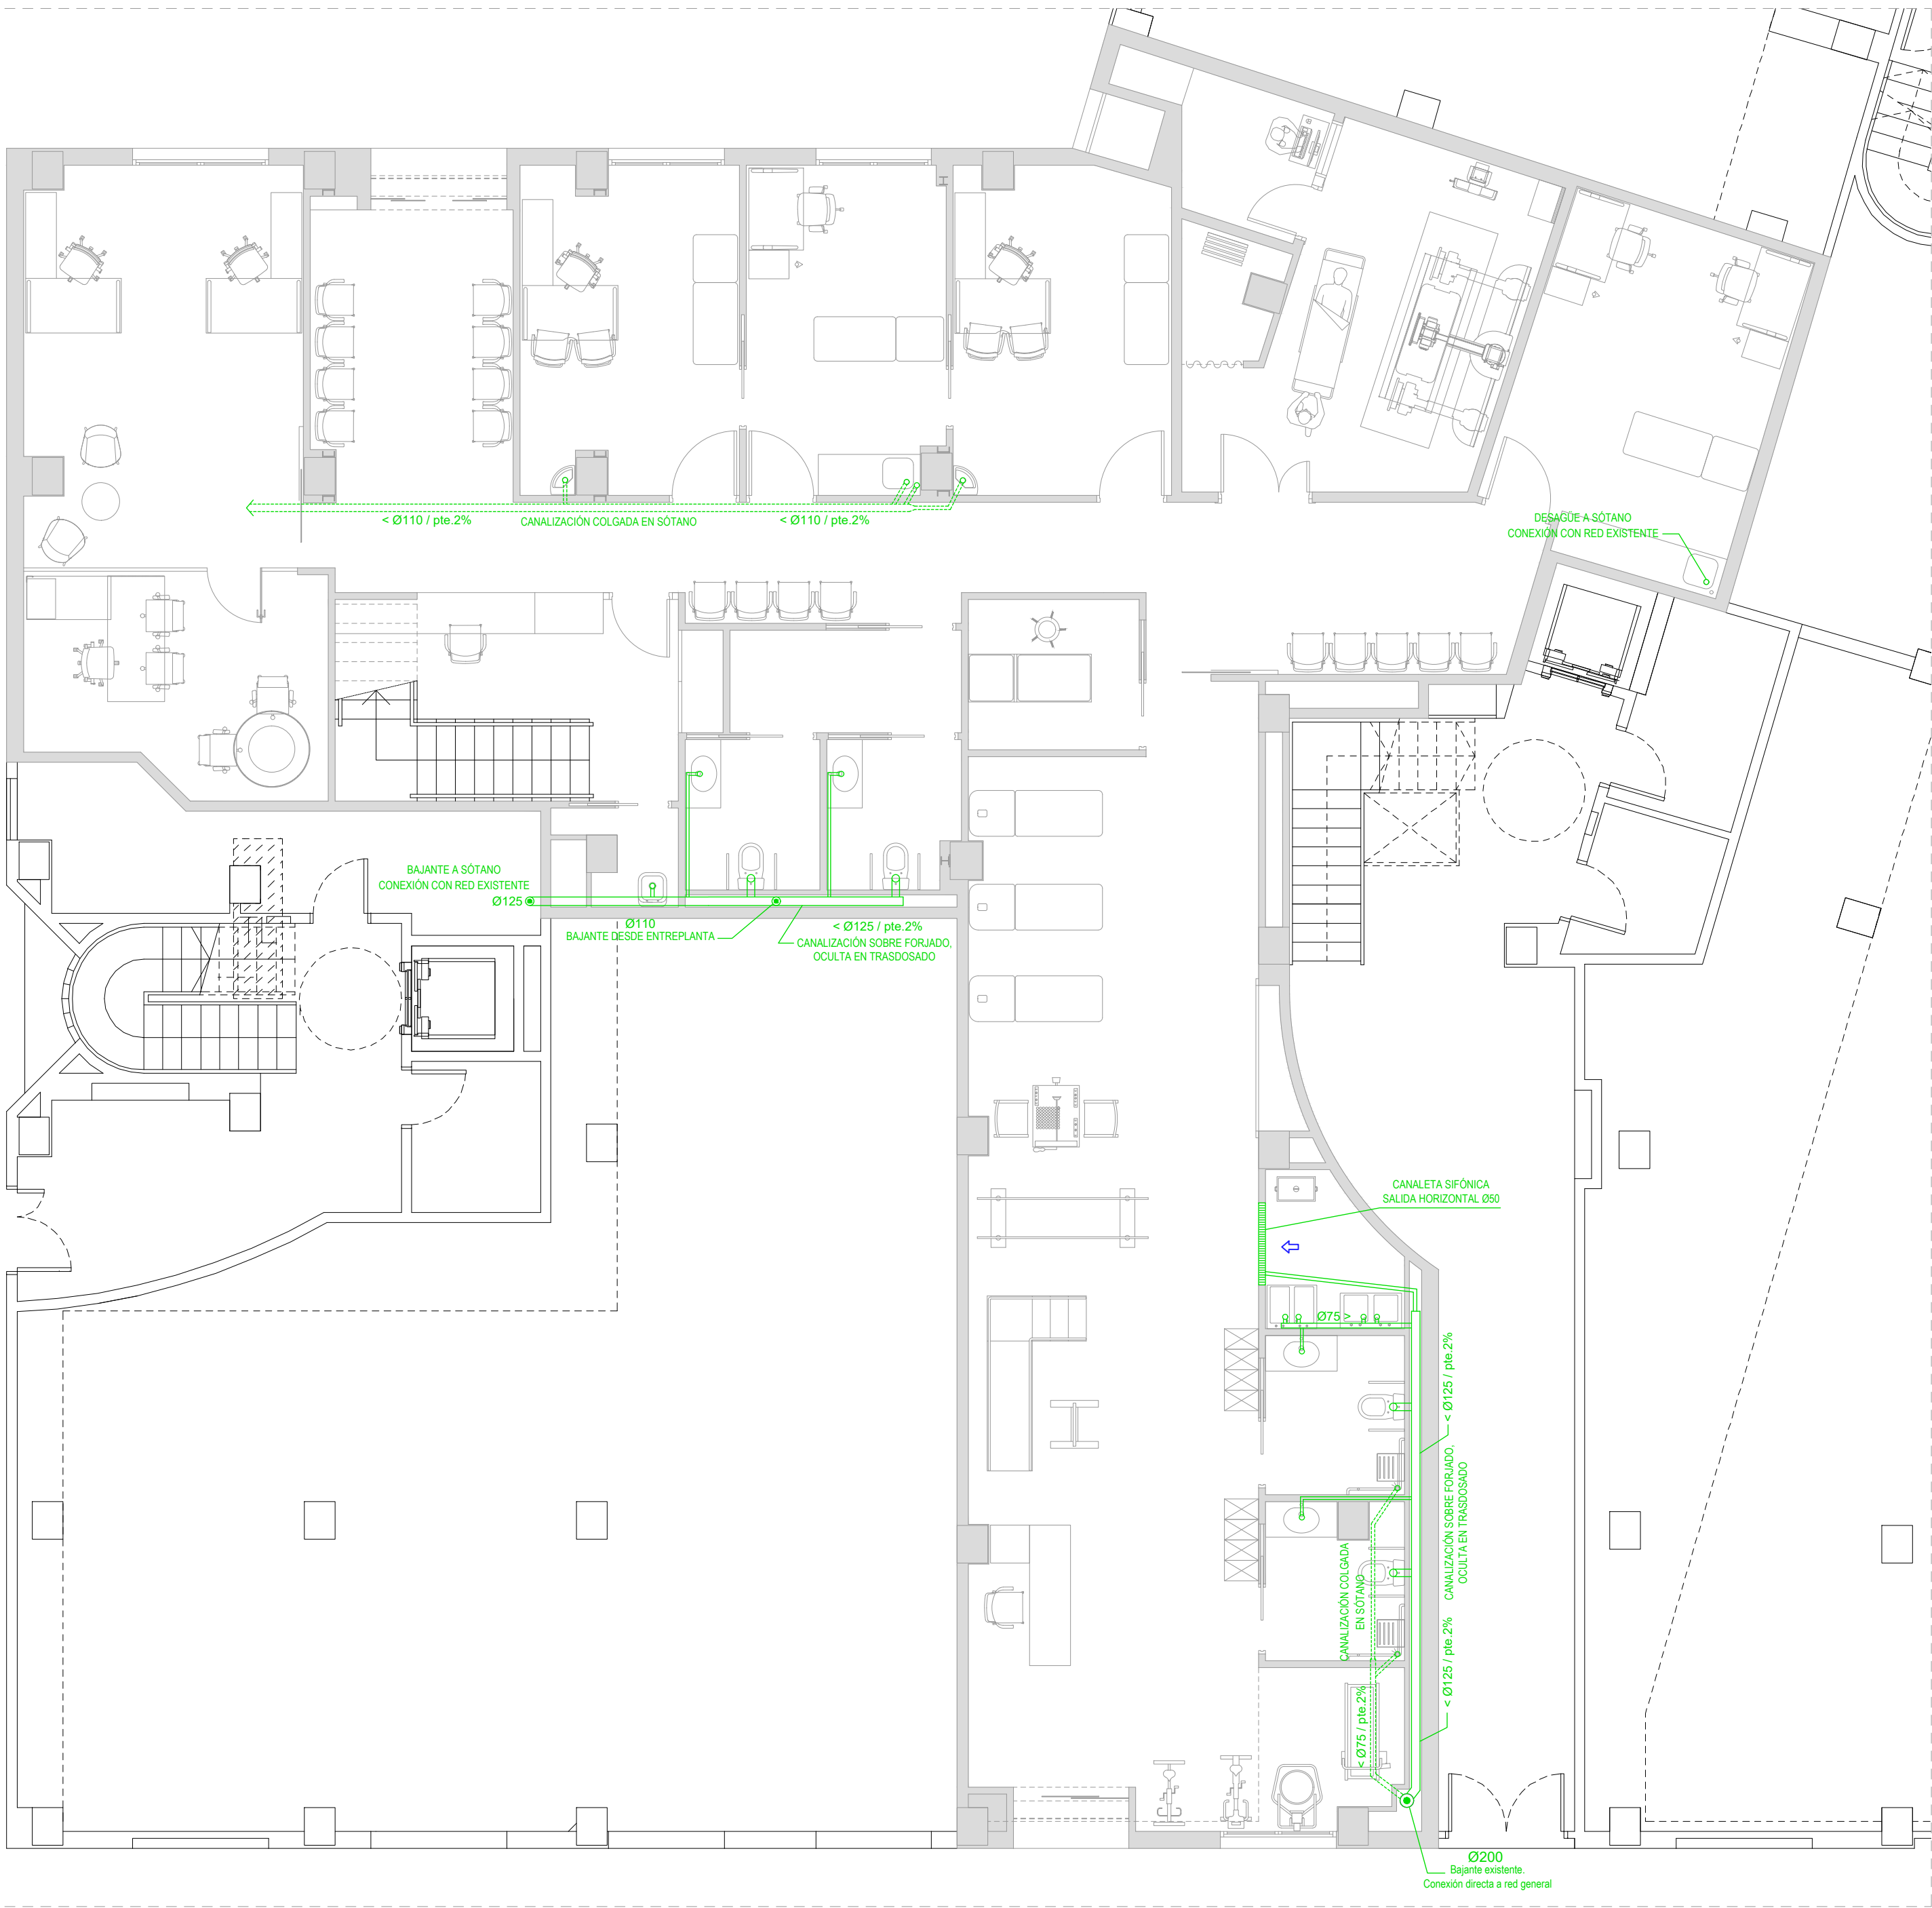 < Ø110 / pte.2%
CANALIZACIÓN COLGADA EN SÓTANO
< Ø110 / pte.2%
DESAGÜE A SÓTANO
CONEXIÓN CON RED EXISTENTE
BAJANTE A SÓTANO
CONEXIÓN CON RED EXISTENTE
Ø125
Ø110
BAJANTE DESDE ENTREPLANTA
< Ø125 / pte.2%
CANALIZACIÓN SOBRE FORJADO,
OCULTA EN TRASDOSADO
CANALETA SIFÓNICA
SALIDA HORIZONTAL Ø50
Ø75 >
< Ø125 / pte.2%
CANALIZACIÓN SOBRE FORJADO,
OCULTA EN TRASDOSADO
CANALIZACIÓN COLGADA
EN SÓTANO
< Ø125 / pte.2%
< Ø75 / pte.2%
Ø200
Bajante existente.
Conexión directa a red general